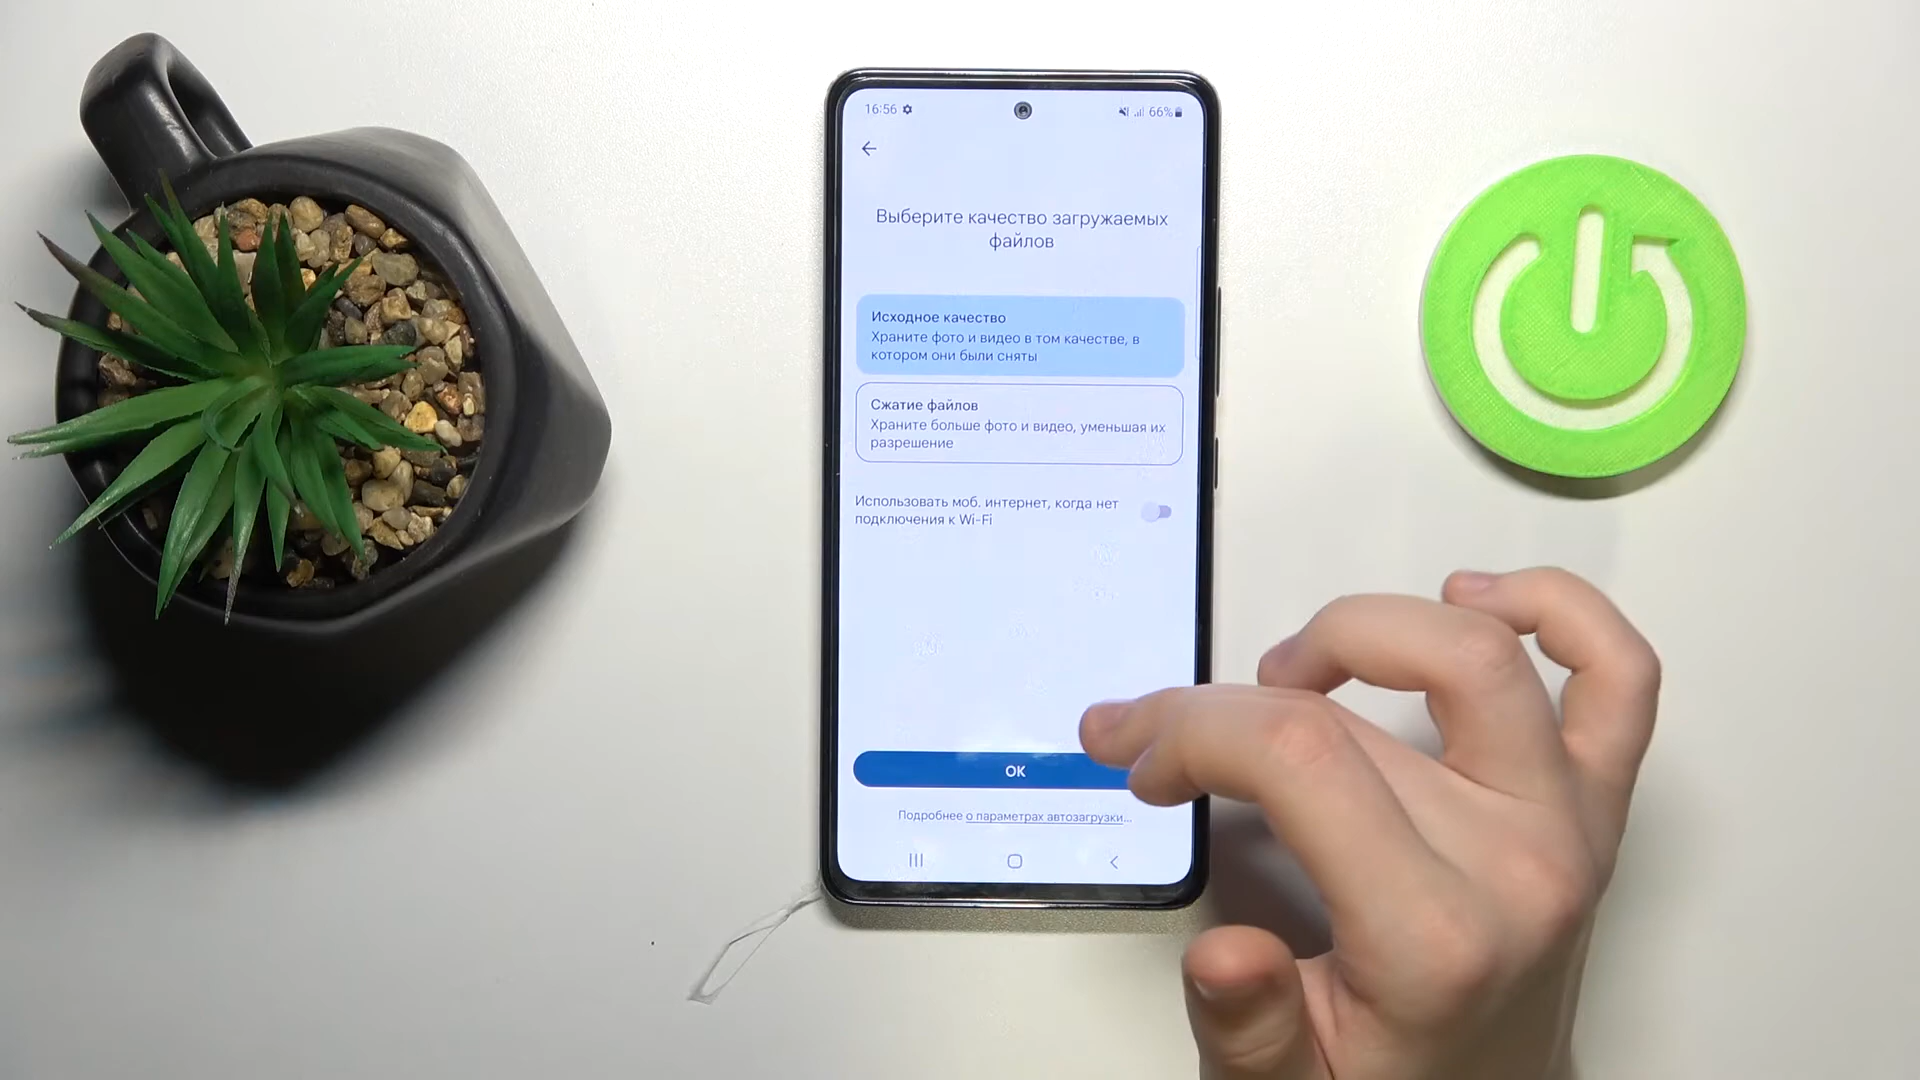 16:56
66%
Выберите качество загружаемых
файлов
Исходное качество
Храните фото и видео в том качестве, в
котором они были сняты
Сжатие файлов
Храните больше фото и видео, уменьшая их
разрешение
Использовать моб. интернет, когда нет
подключения к Wi-Fi
ОК
Подробнее о параметрах автозагрузки...